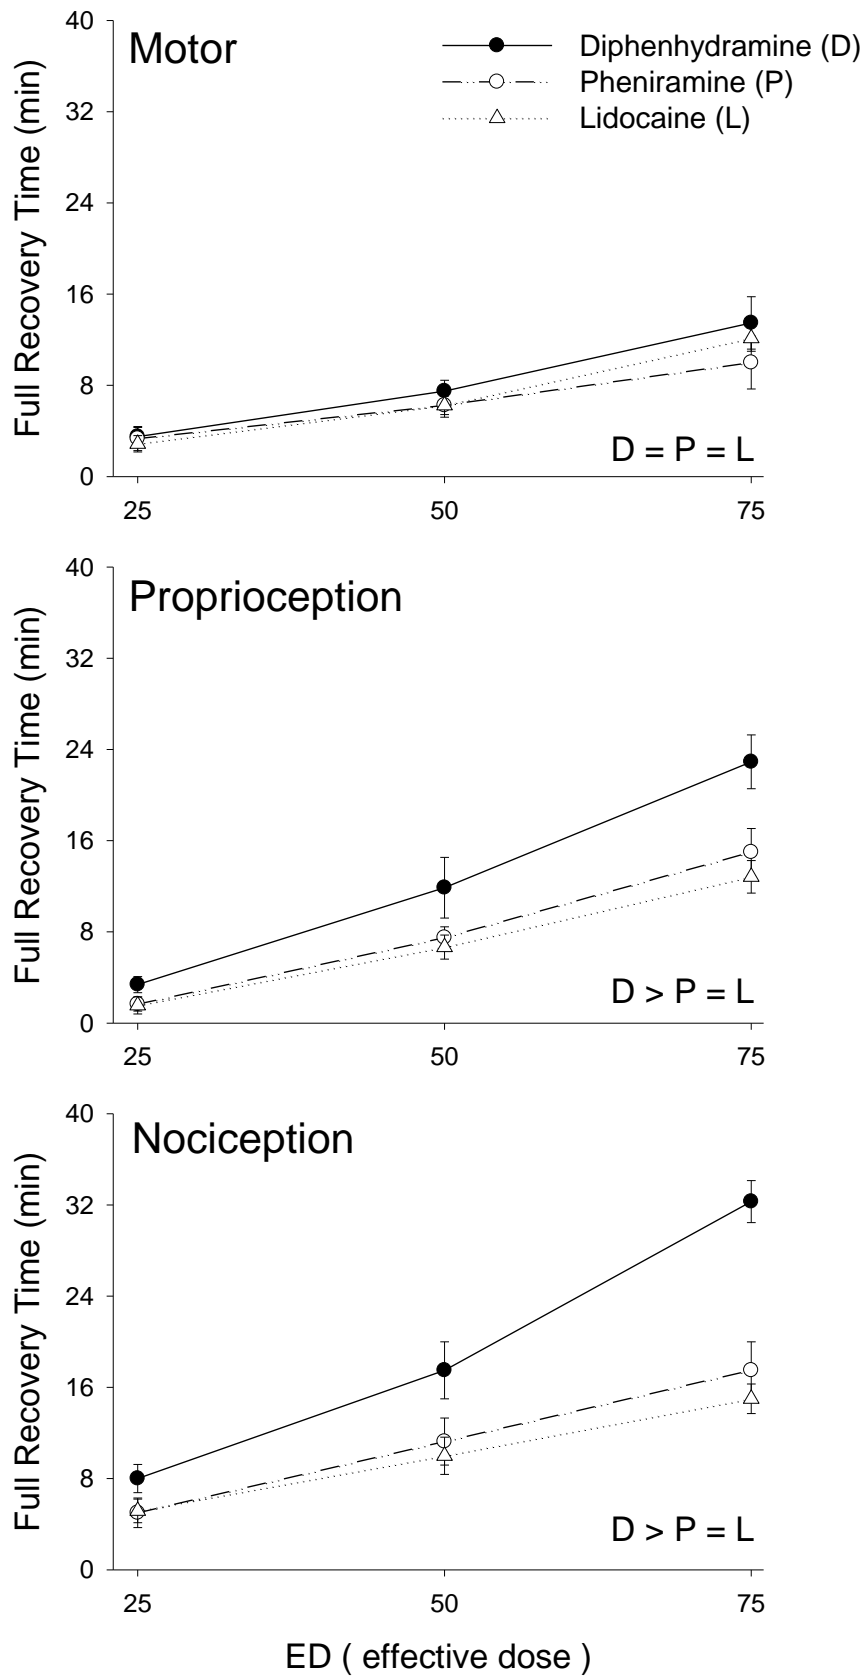 Motor
Diphenhydramine (D)
Pheniramine (P)
Lidocaine (L)
Full Recovery Time (min)
40
32
24
16
8
0
D = P = L
25 50 75
Proprioception
Full Recovery Time (min)
40
32
24
16
8
0
D > P = L
25 50 75
Nociception
Full Recovery Time (min)
40
32
24
16
8
0
D > P = L
25 50 75
ED ( effective dose )